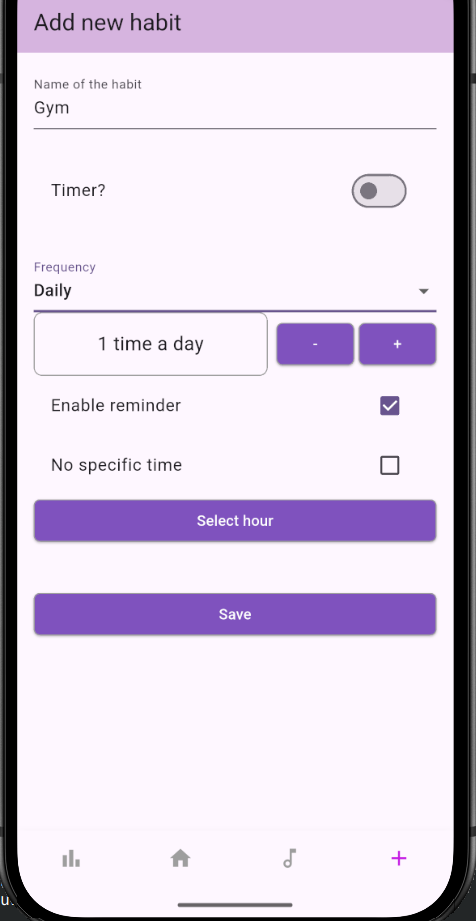 Add new habit
Name of the habit
Gym
Timer?
Frequency
Daily
1 time a day
-
+
Enable reminder
No specific time
Select hour
Save